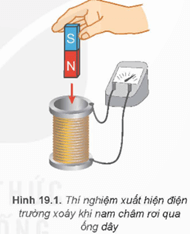 S
N
Hình 19.1. Thí nghiệm xuất hiện điện
trường xoáy khi nam châm rơi qua
ống dây